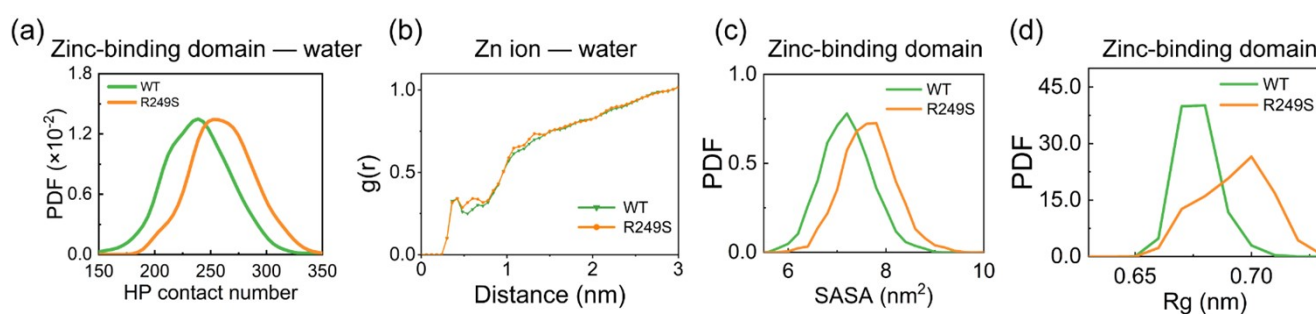 (a)
Zinc-binding domain — water
PDF (×10⁻²)
1.8
1.2
0.6
0.0
WT
R249S
150 200 250 300 350
HP contact number
(b)
Zn ion — water
g(r)
1.0
0.5
0.0
WT
R249S
0 1 2 3
Distance (nm)
(c)
Zinc-binding domain
PDF
1.0
0.5
0.0
WT
R249S
6 8 10
SASA (nm²)
(d)
Zinc-binding domain
PDF
45.0
30.0
15.0
0.0
WT
R249S
0.65 0.70
Rg (nm)